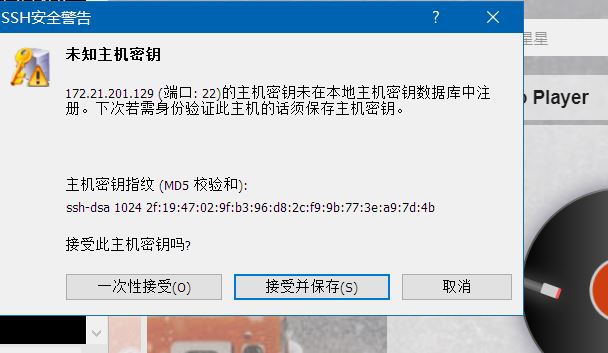 SSH安全警告
未知主机密钥
星星
172.21.201.129 (端口: 22)的主机密钥未在本地主机密钥数据库中注
册。下次若需身份验证此主机的话须保存主机密钥。
Player
主机密钥指纹 (MD5 校验和):
ssh-dsa 1024 2f:19:47:02:9f:b3:96:d8:2c:f9:9b:77:3e:a9:7d:4b
接受此主机密钥吗?
一次性接受(O)
接受并保存(S)
取消